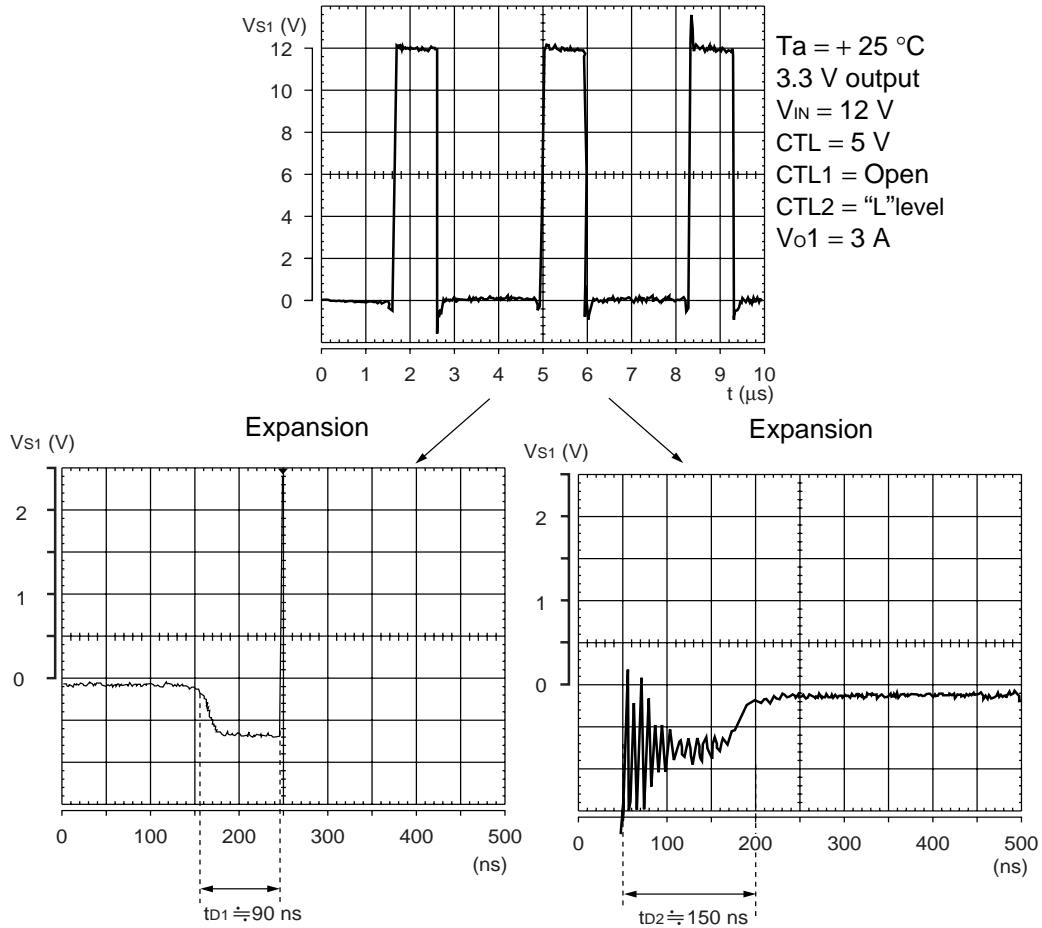 VS1 (V)
12
10
8
6
4
2
0
0 1 2 3 4 5 6 7 8 9 10
t (μs)
Ta = + 25 °C
3.3 V output
VIN = 12 V
CTL = 5 V
CTL1 = Open
CTL2 = “L”level
VO1 = 3 A
Expansion
VS1 (V)
2
1
0
0 100 200 300 400 500
(ns)
tD1≒90 ns
Expansion
VS1 (V)
2
1
0
0 100 200 300 400 500
(ns)
tD2≒150 ns